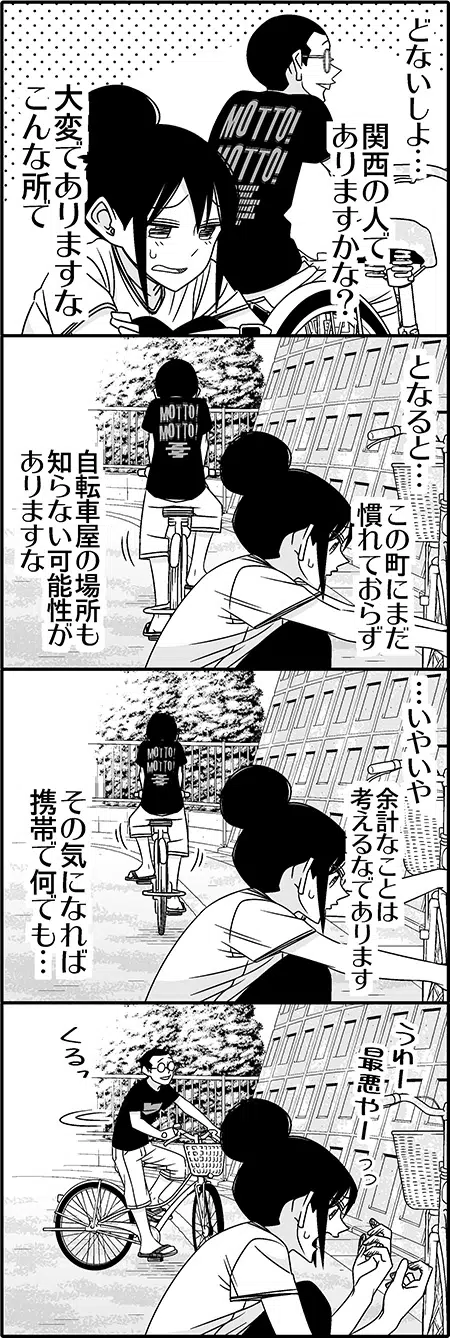 どないしよ…
関西の人で
ありますかな?
大変でありますな
こんな所で
MOTTO!
MOTTO!
となると…
この町にまだ
慣れておらず
MOTTO!
MOTTO!
自転車屋の場所も
知らない可能性が
ありますな
…いやいや
余計なことは
考えるなであります
MOTTO!
MOTTO!
その気になれば
携帯で何でも…
うわー
最悪やーっっ
くるっ